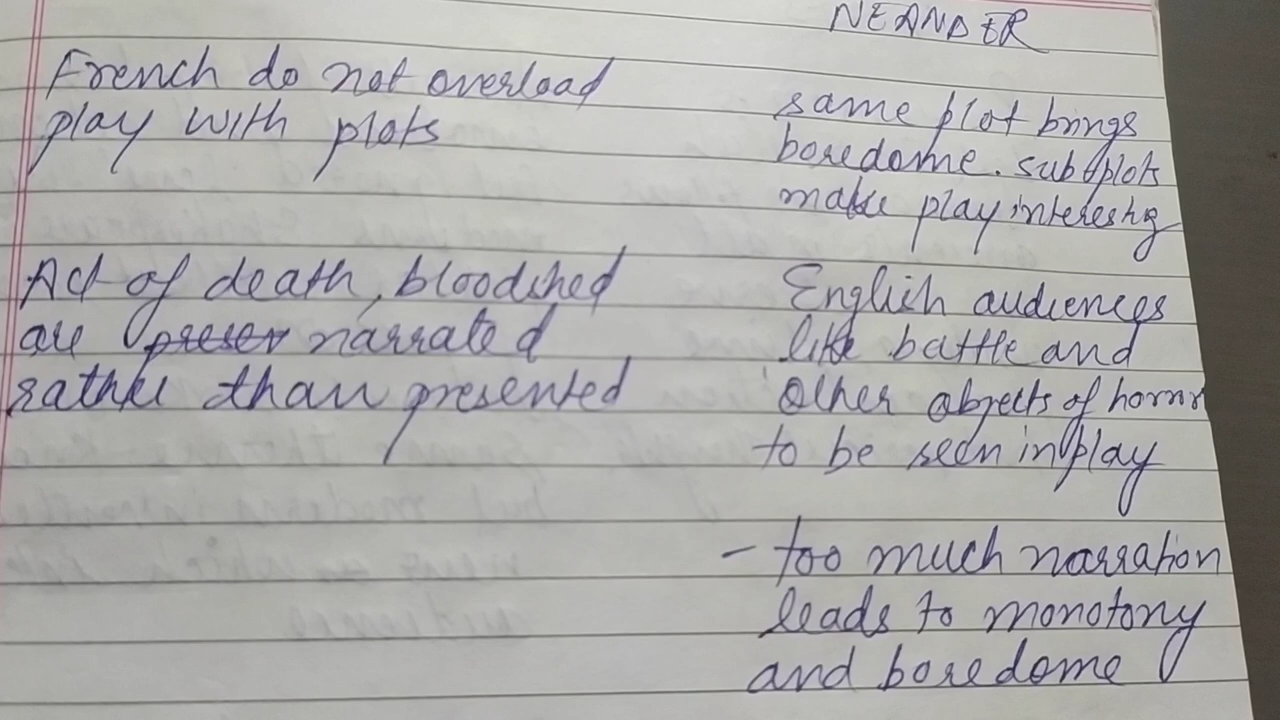 NEANDER
French do not overload
play with plots
same plot brings
boredome. sub plots
make play interesting
Act of death, bloodshed
are preser narrated
rather than presented
English audiences
like battle and
other objects of horror
to be seen in play
- too much narration
leads to monotony
and boredome